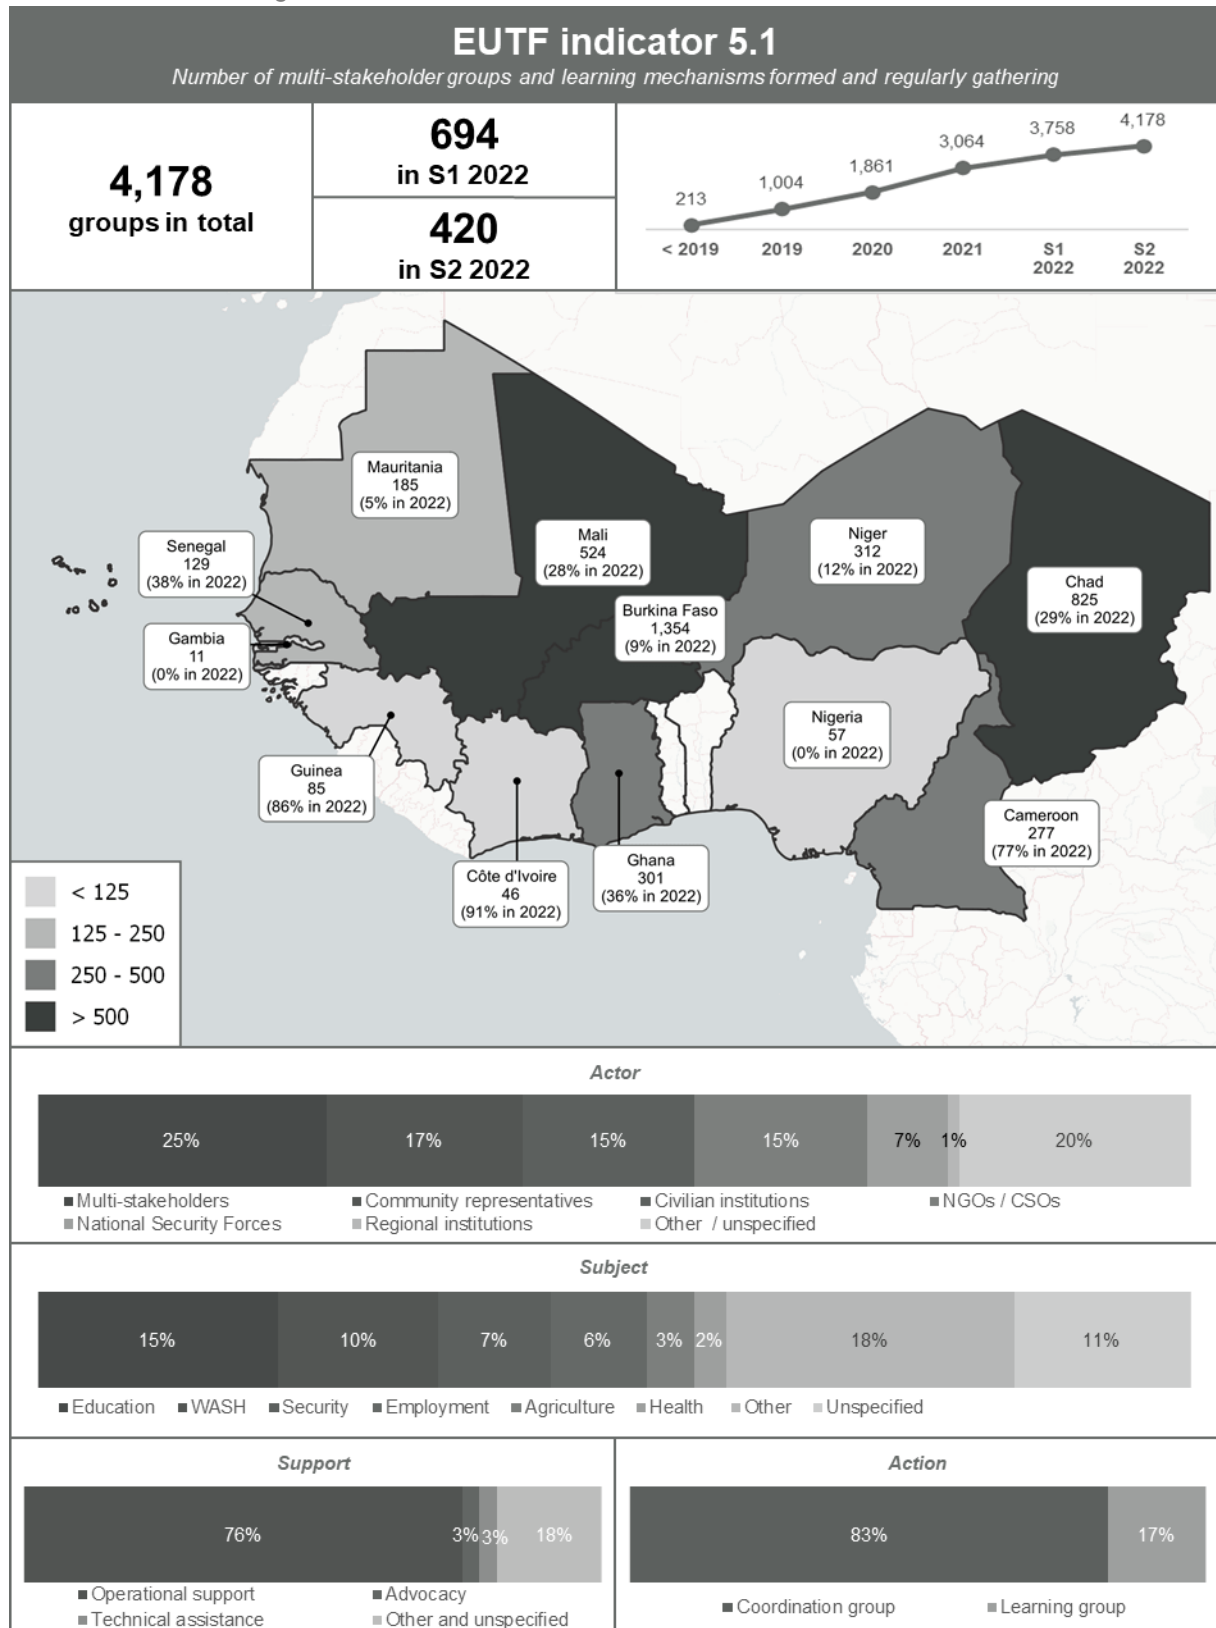 EUTF indicator 5.1
Number of multi-stakeholder groups and learning mechanisms formed and regularly gathering
4,178
groups in total
694
in S1 2022
420
in S2 2022
213
1,004
1,861
3,064
3,758
4,178
< 2019
2019
2020
2021
S1
2022
S2
2022
Mauritania
185
(5% in 2022)
Senegal
129
(38% in 2022)
Mali
524
(28% in 2022)
Niger
312
(12% in 2022)
Chad
825
(29% in 2022)
Burkina Faso
1,354
(9% in 2022)
Gambia
11
(0% in 2022)
Nigeria
57
(0% in 2022)
Guinea
85
(86% in 2022)
Cameroon
277
(77% in 2022)
Côte d'Ivoire
46
(91% in 2022)
Ghana
301
(36% in 2022)
< 125
125 - 250
250 - 500
> 500
Actor
25% 17% 15% 15% 7% 1% 20%
Multi-stakeholders Community representatives Civilian institutions NGOs / CSOs
National Security Forces Regional institutions Other / unspecified
Subject
15% 10% 7% 6% 3% 2% 18% 11%
Education WASH Security Employment Agriculture Health Other Unspecified
Support
76% 3% 3% 18%
Operational support Advocacy
Technical assistance Other and unspecified
Action
83% 17%
Coordination group Learning group